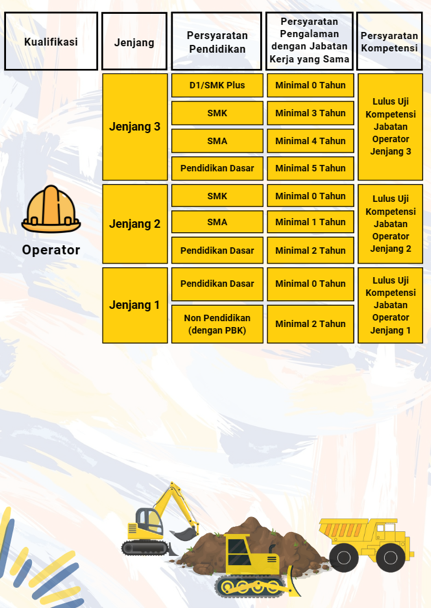 Kualifikasi
Jenjang
Persyaratan
Pendidikan
Persyaratan
Pengalaman
dengan Jabatan
Kerja yang Sama
Persyaratan
Kompetensi
Operator
Jenjang 3
D1/SMK Plus
Minimal 0 Tahun
SMK
Minimal 3 Tahun
SMA
Minimal 4 Tahun
Pendidikan Dasar
Minimal 5 Tahun
Lulus Uji
Kompetensi
Jabatan
Operator
Jenjang 3
Jenjang 2
SMK
Minimal 0 Tahun
SMA
Minimal 1 Tahun
Pendidikan Dasar
Minimal 2 Tahun
Lulus Uji
Kompetensi
Jabatan
Operator
Jenjang 2
Jenjang 1
Pendidikan Dasar
Minimal 0 Tahun
Non Pendidikan
(dengan PBK)
Minimal 2 Tahun
Lulus Uji
Kompetensi
Jabatan
Operator
Jenjang 1